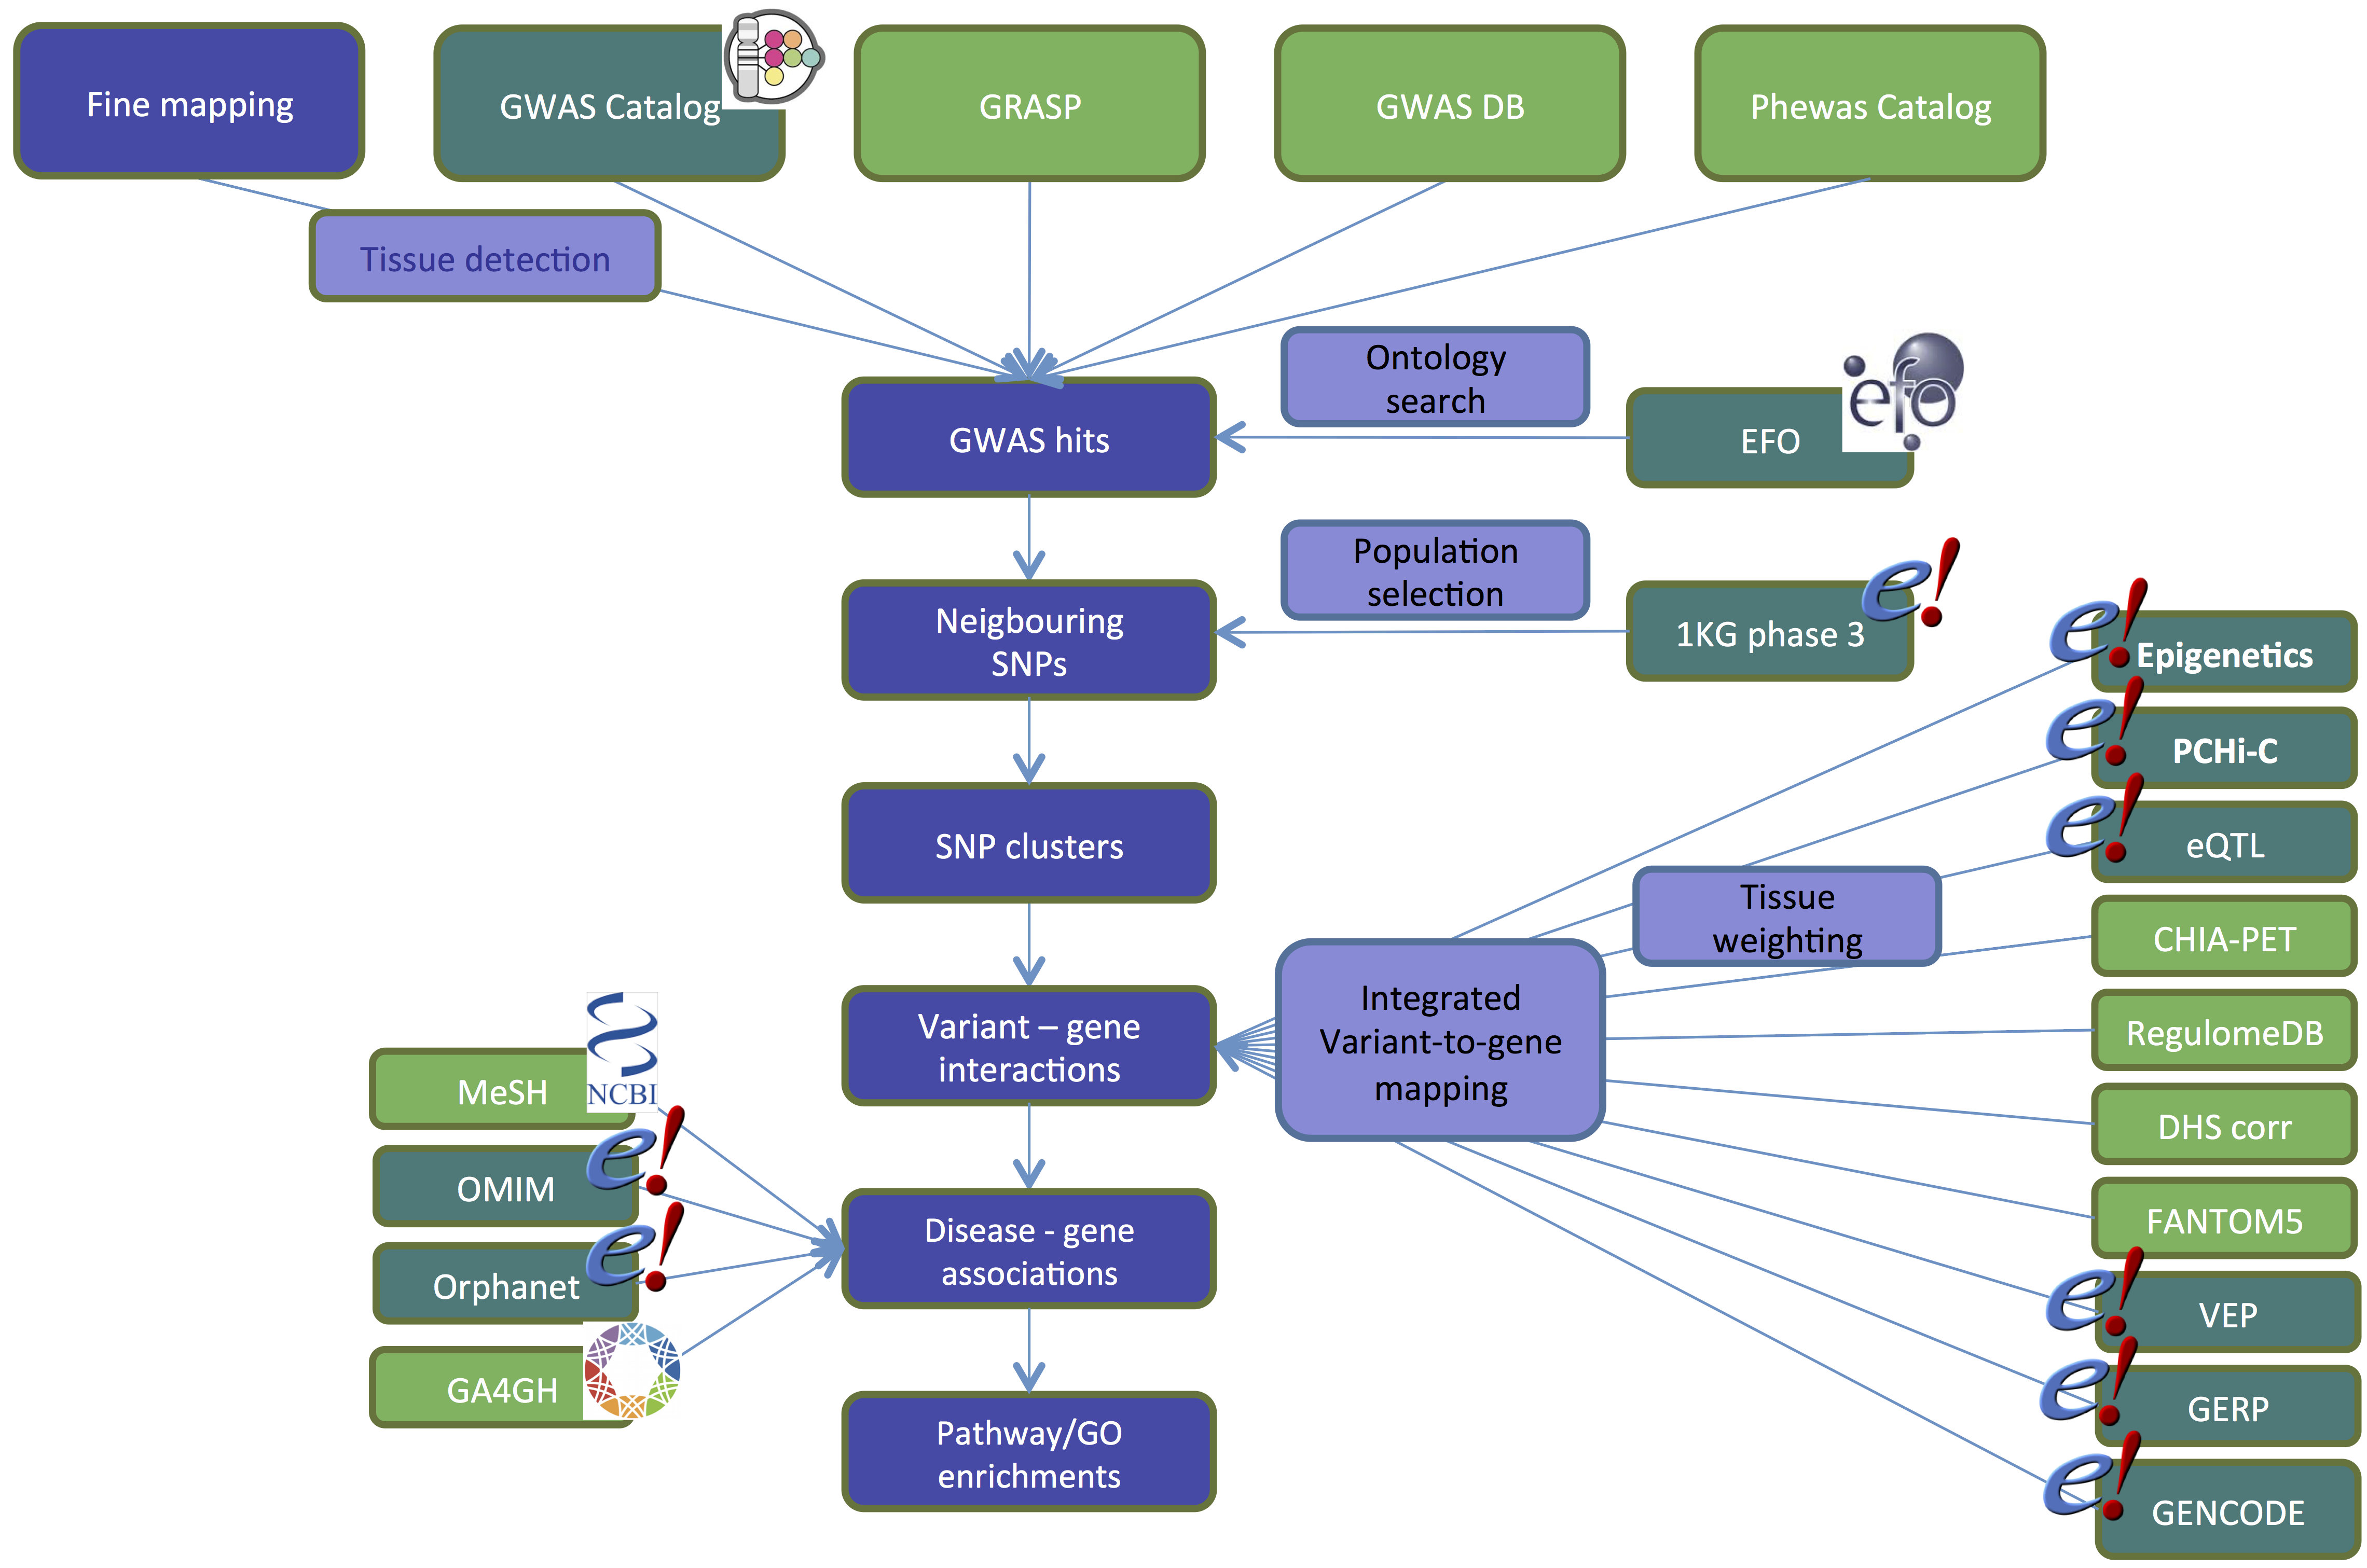 Fine mapping
GWAS Catalog
GRASP
GWAS DB
Phewas Catalog
Tissue detection
Ontology
search
efo
GWAS hits
EFO
Population
selection
e!
Neigbouring
SNPs
1KG phase 3
e!
Epigenetics
e!
PCHi-C
e!
eQTL
SNP clusters
Tissue
weighting
CHIA-PET
Integrated
Variant-to-gene
mapping
Variant – gene
interactions
RegulomeDB
DHS corr
FANTOM5
e!
VEP
e!
GERP
e!
GENCODE
NCBI
MeSH
e!
OMIM
e!
Orphanet
GA4GH
Disease - gene
associations
Pathway/GO
enrichments